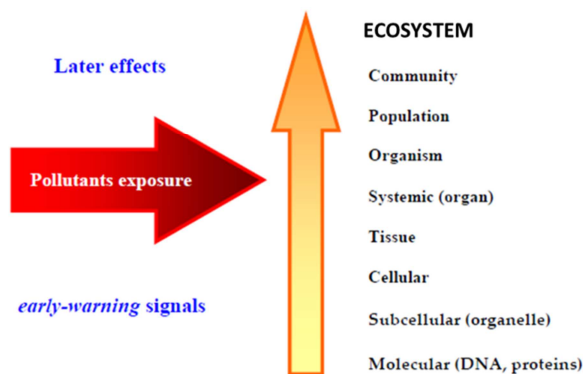 ECOSYSTEM
Later effects
Community
Population
Organism
Pollutants exposure
Systemic (organ)
Tissue
Cellular
early-warning signals
Subcellular (organelle)
Molecular (DNA, proteins)